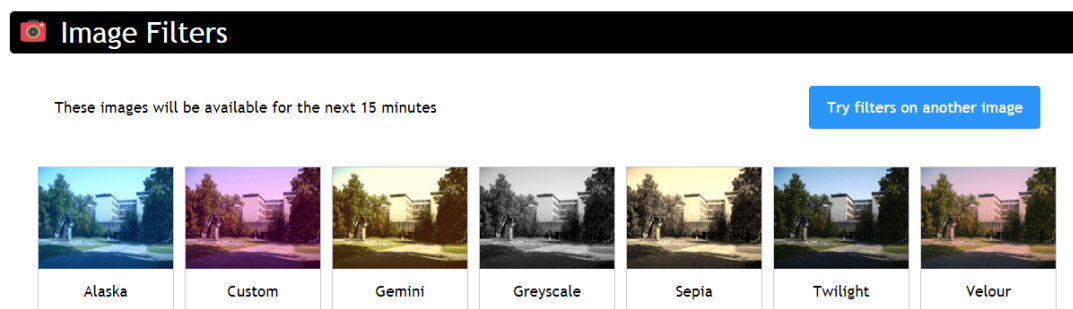 Image Filters
These images will be available for the next 15 minutes
Try filters on another image
Alaska Custom Gemini Greyscale Sepia Twilight Velour